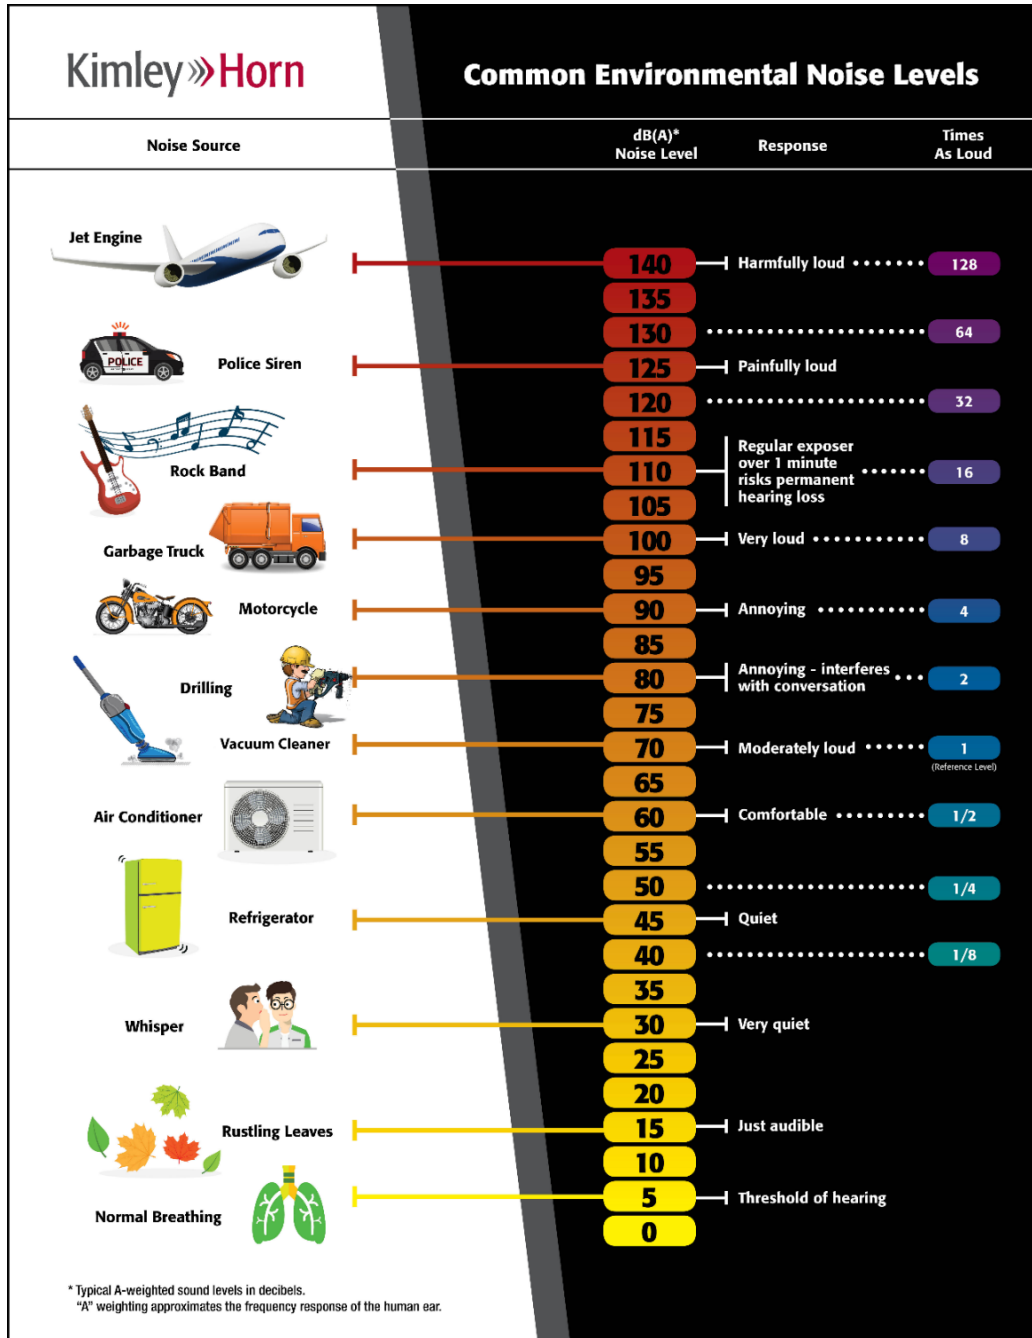 Kimley»Horn
Common Environmental Noise Levels
Noise Source
dB(A)*
Noise Level
Response
Times
As Loud
Jet Engine
140
Harmfully loud
128
135
130
64
POLICE
Police Siren
125
Painfully loud
120
32
115
Rock Band
110
Regular exposer
over 1 minute
risks permanent
hearing loss
16
105
Garbage Truck
100
Very loud
8
95
Motorcycle
90
Annoying
4
85
Drilling
80
Annoying - interferes
with conversation
2
75
Vacuum Cleaner
70
Moderately loud
1
(Reference Level)
65
Air Conditioner
60
Comfortable
1/2
55
50
1/4
Refrigerator
45
Quiet
40
1/8
35
Whisper
30
Very quiet
25
20
Rustling Leaves
15
Just audible
10
Normal Breathing
5
Threshold of hearing
0
* Typical A-weighted sound levels in decibels.
“A” weighting approximates the frequency response of the human ear.